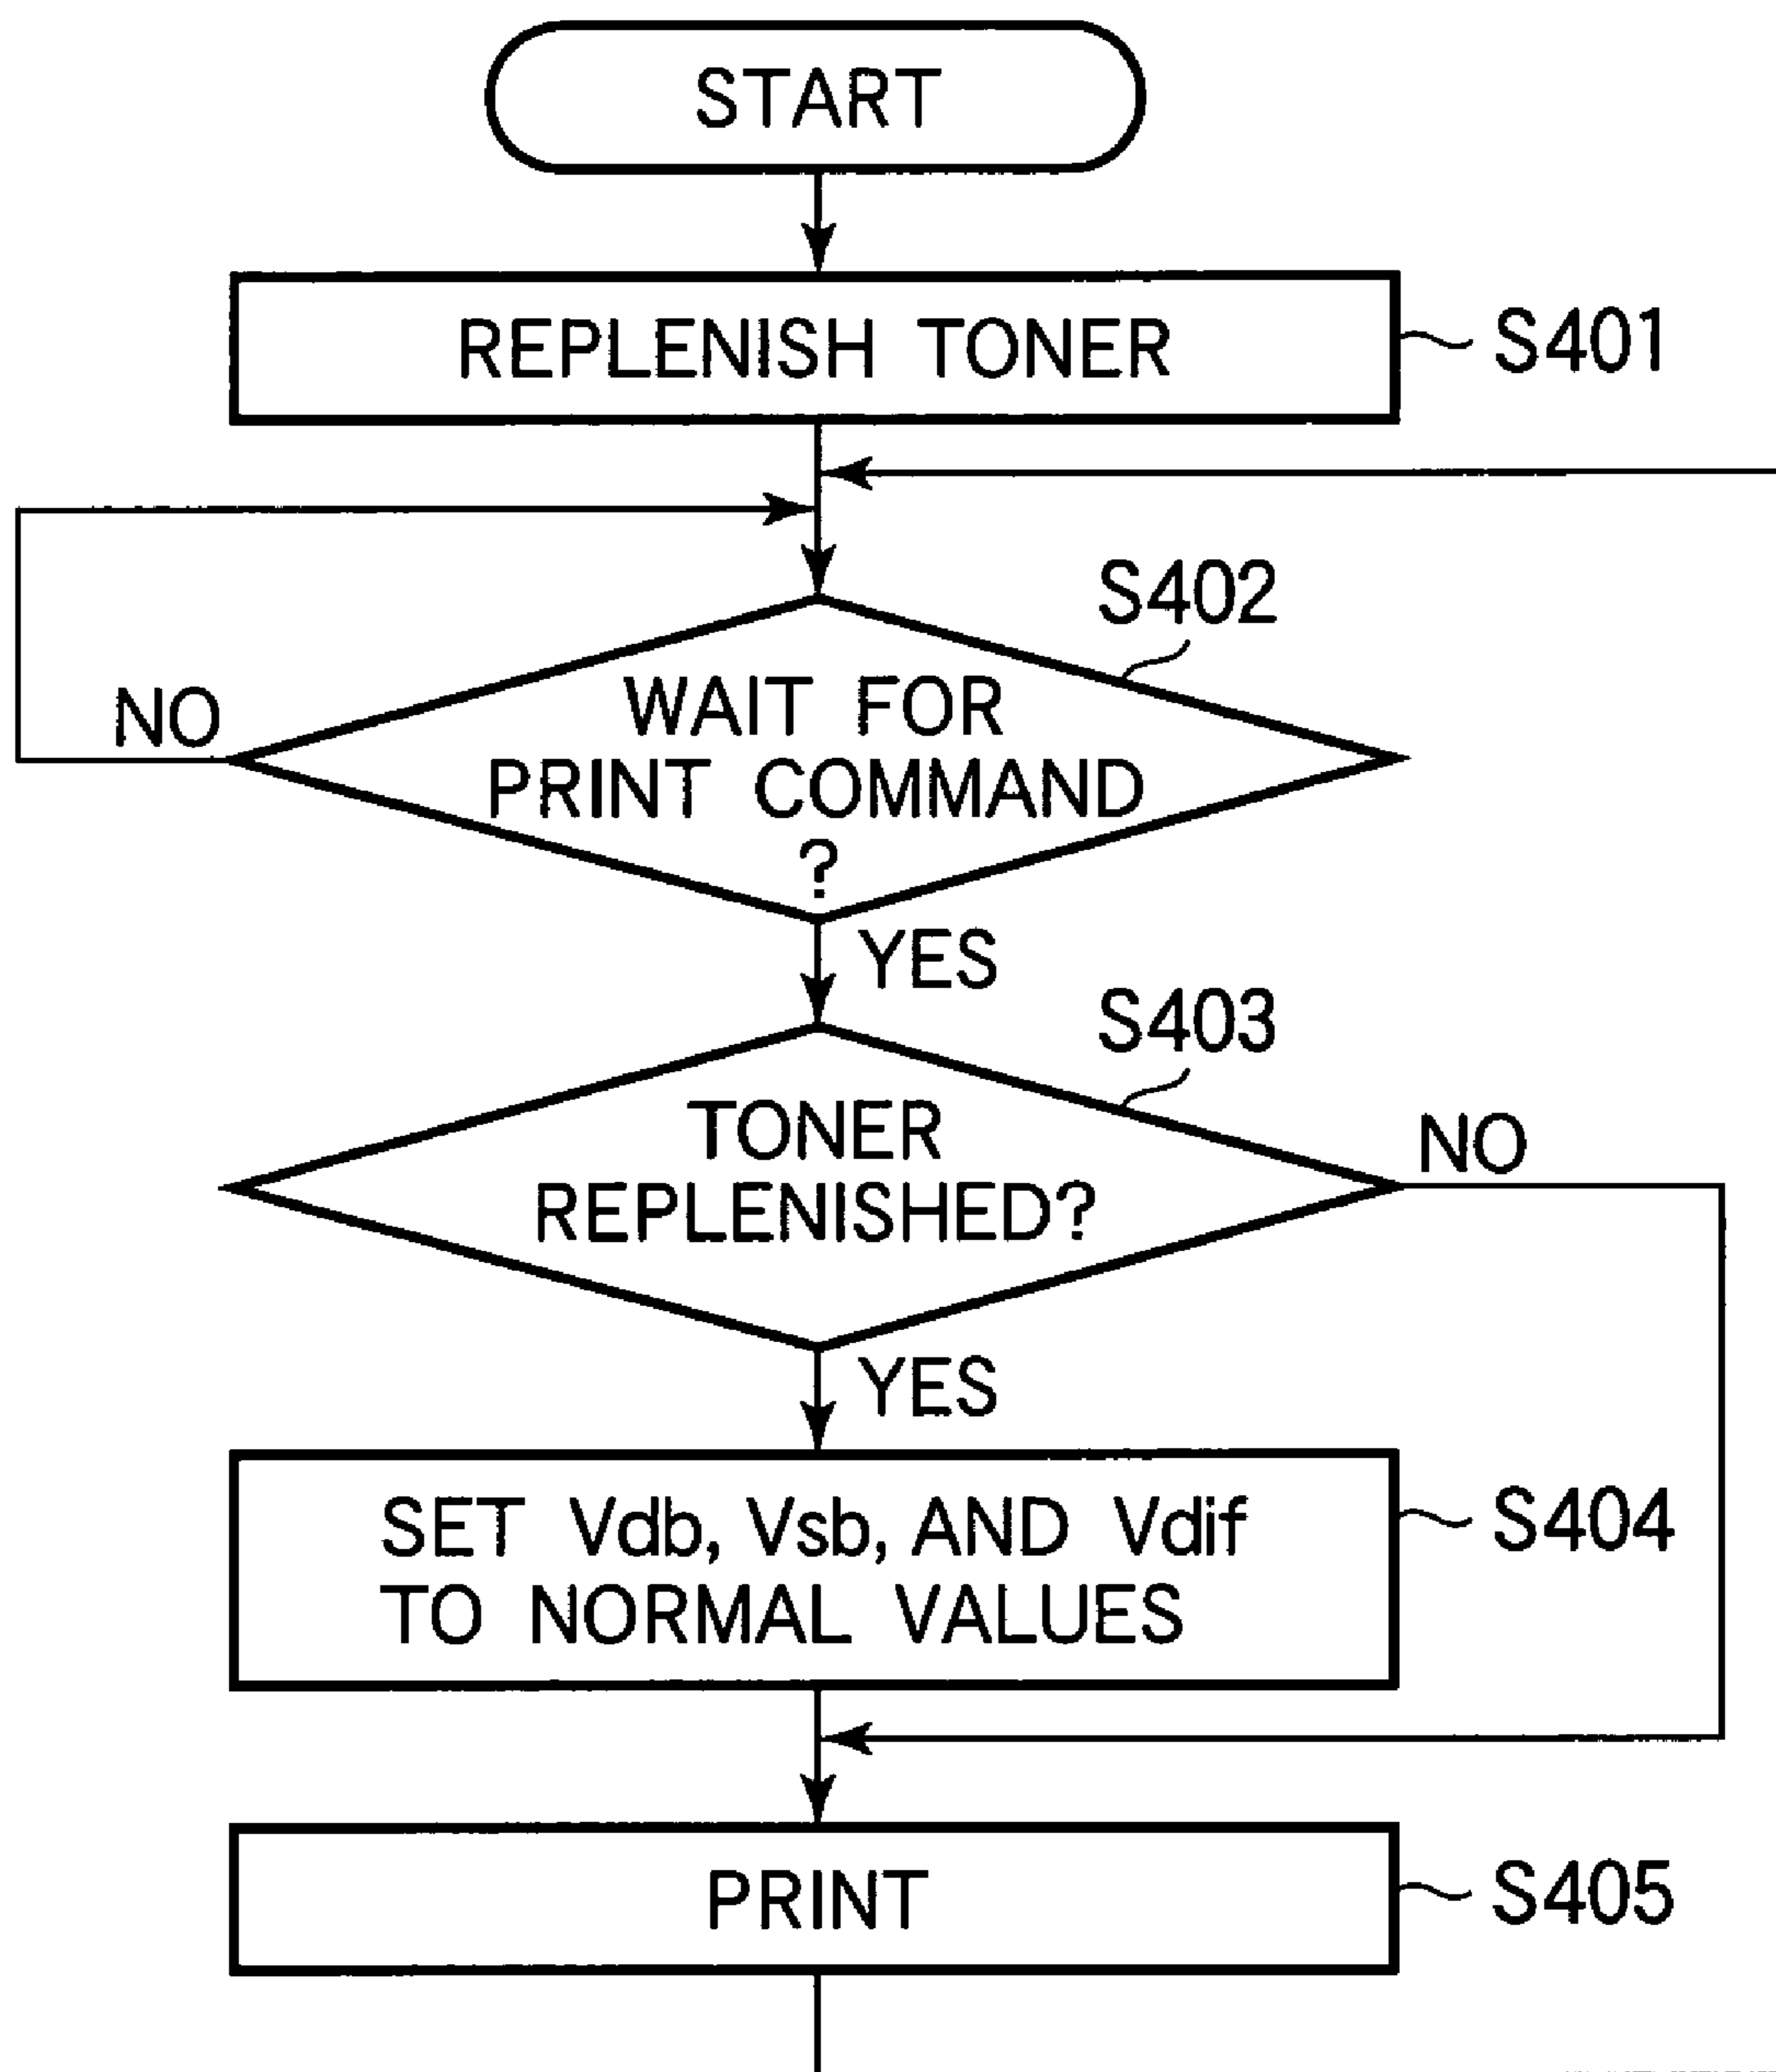 START
REPLENISH TONER
S401
S402
WAIT FOR
PRINT COMMAND
?
NO
YES
S403
TONER
REPLENISHED?
NO
YES
SET Vdb, Vsb, AND Vdif
TO NORMAL VALUES
S404
PRINT
S405